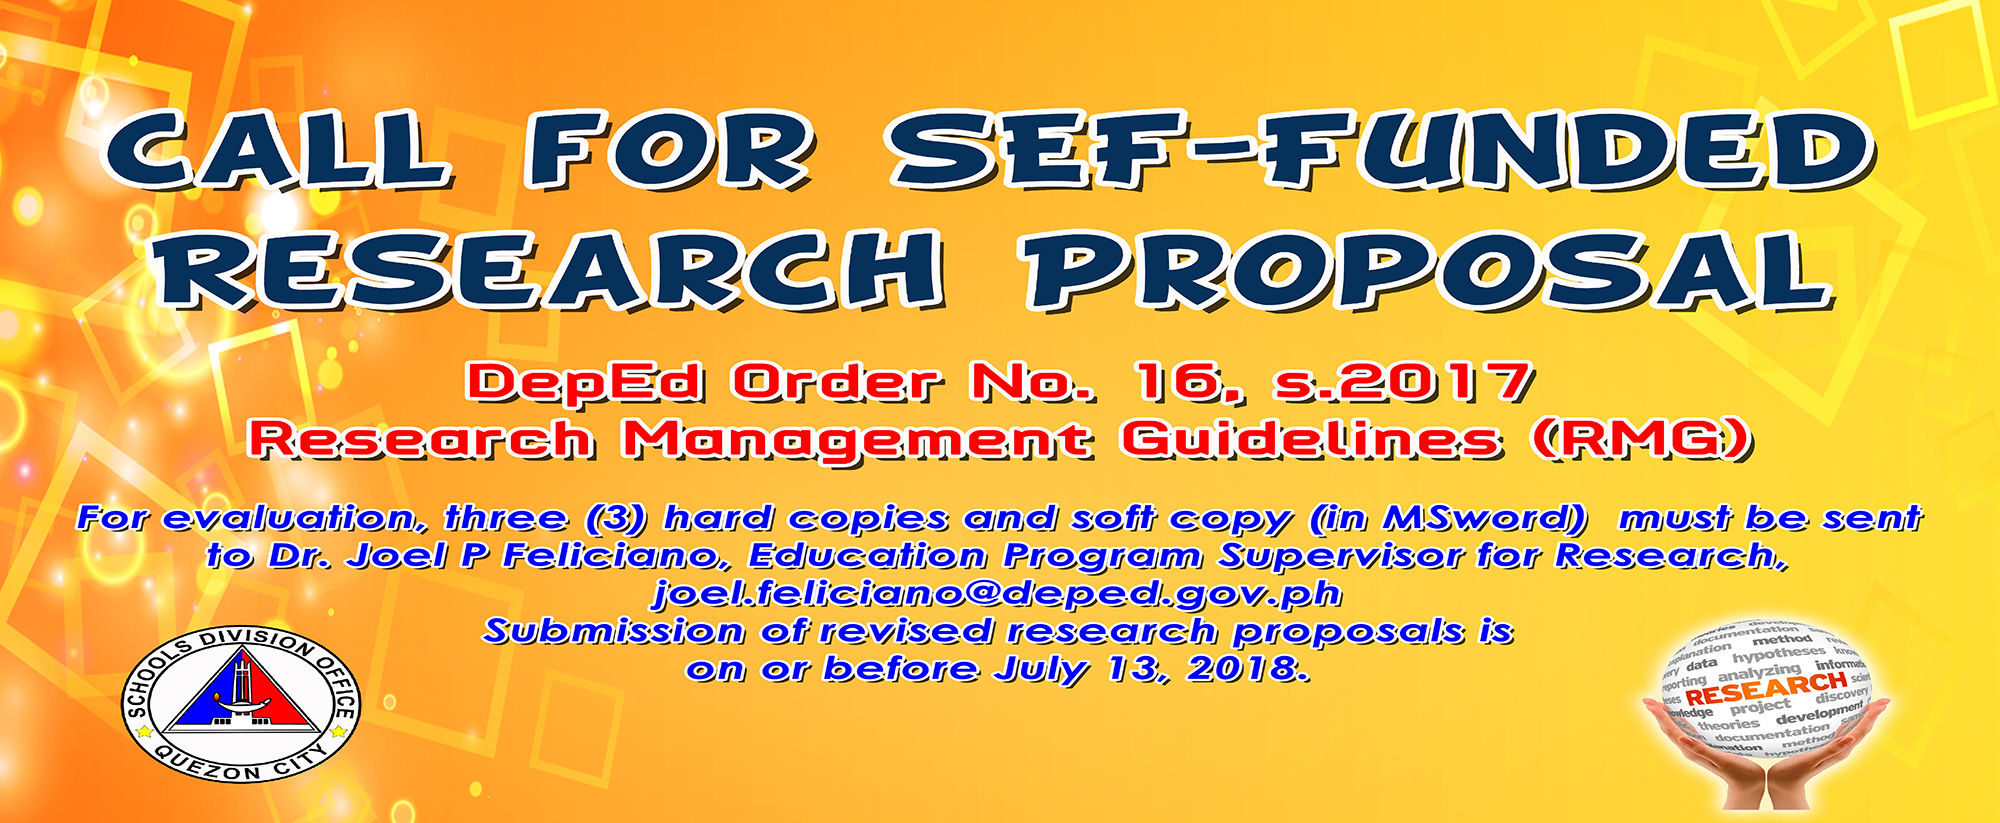 CALL FOR SEF-FUNDED
RESEARCH PROPOSAL
DepEd Order No. 16, s.2017
Research Management Guidelines (RMG)
For evaluation, three (3) hard copies and soft copy (in MSword) must be sent
to Dr. Joel P Feliciano, Education Program Supervisor for Research,
joel.feliciano@deped.gov.ph
Submission of revised research proposals is
on or before July 13, 2018.
SCHOOLS DIVISION OFFICE
QUEZON CITY
documentation method
data hypotheses
analyzing
RESEARCH
project discovery
theories development
documentation
method